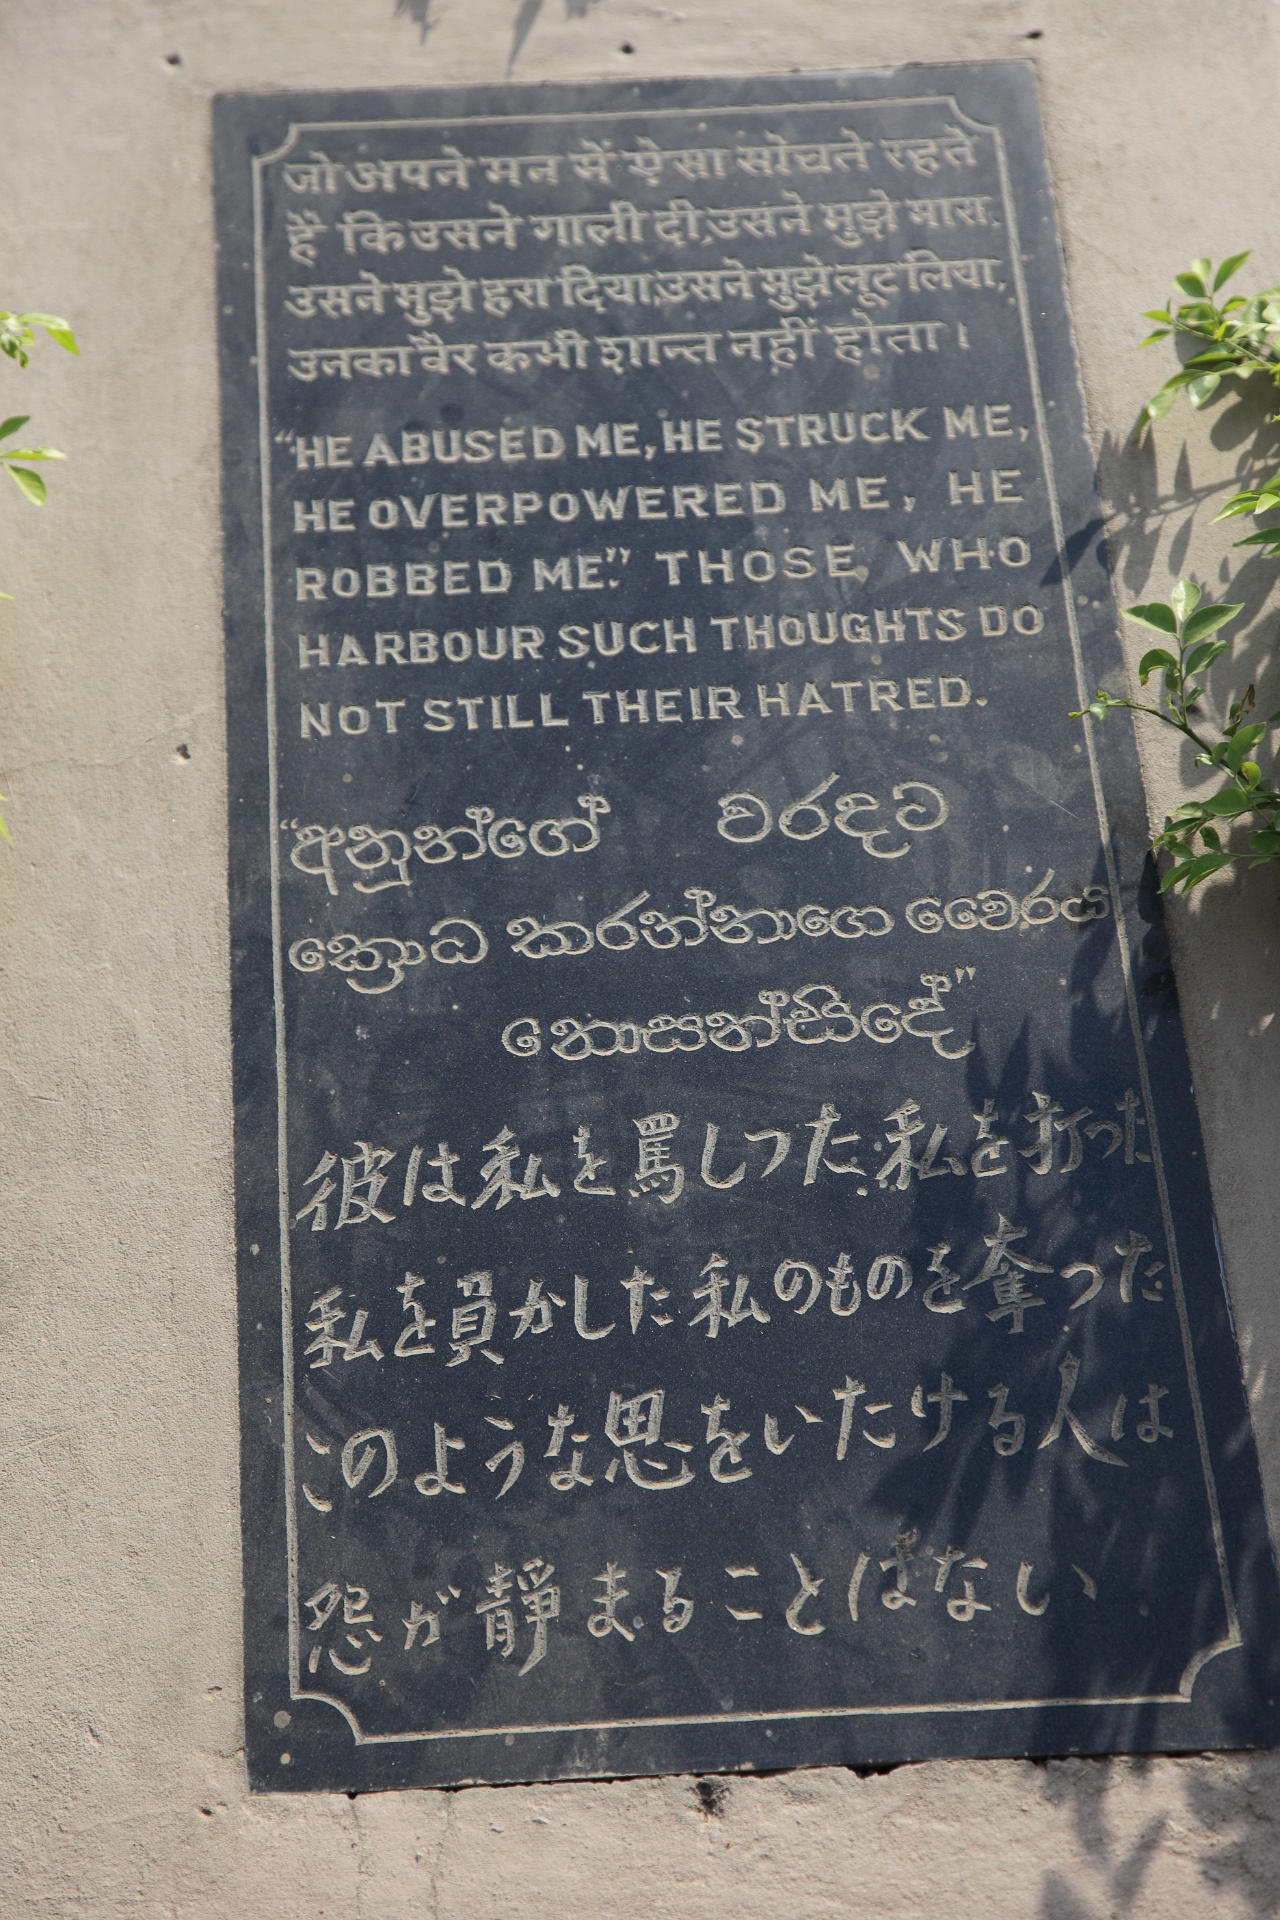 जो अपने मन में ऐसा सोचते रहते
हैं कि उसने गाली दी,उसने मुझे मारा,
उसने मुझे हरा दिया,उसने मुझे लूट लिया,
उनका वैर कभी शान्त नहीं होता।
“HE ABUSED ME, HE STRUCK ME,
HE OVERPOWERED ME, HE
ROBBED ME.” THOSE WHO
HARBOUR SUCH THOUGHTS DO
NOT STILL THEIR HATRED.
“අනුන්ගේ වරදට
ක්‍රොධ කරන්නාගෙ වෛරය
නොසන්සිදේ”
彼は私を罵しつた 私を打つた
私を負かした 私のものを奪つた
このような思をいだける人は
怨が静まることはない